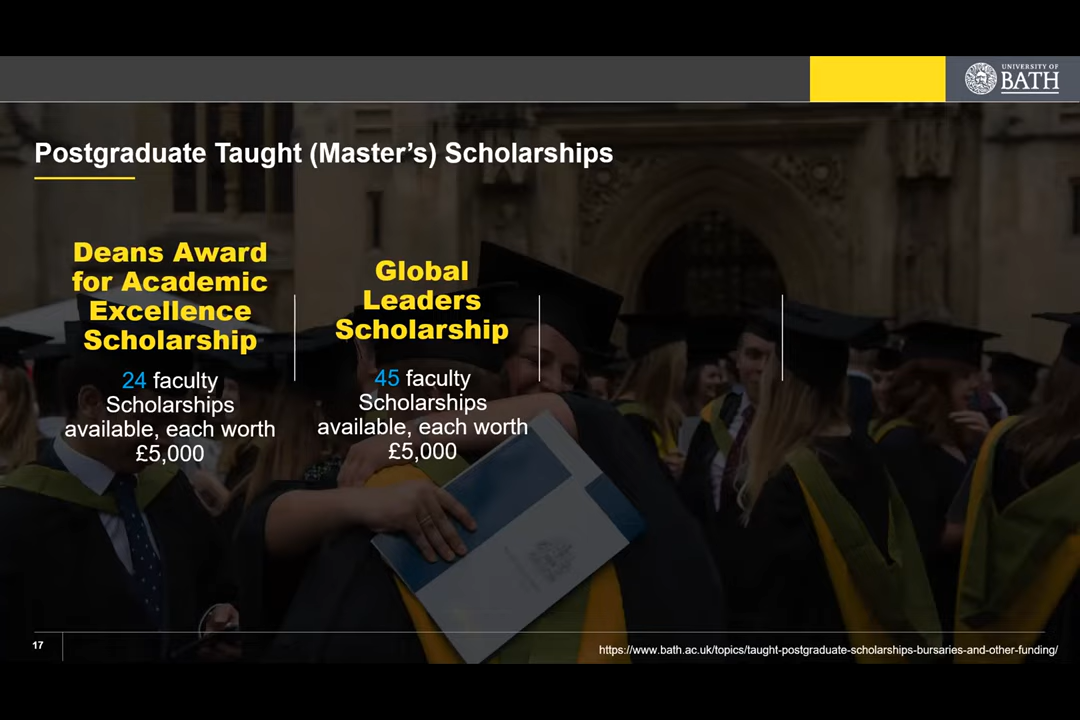 UNIVERSITY OF
BATH
Postgraduate Taught (Master’s) Scholarships
Deans Award
for Academic
Excellence
Scholarship
24 faculty
Scholarships
available, each worth
£5,000
Global
Leaders
Scholarship
45 faculty
Scholarships
available, each worth
£5,000
17
https://www.bath.ac.uk/topics/taught-postgraduate-scholarships-bursaries-and-other-funding/